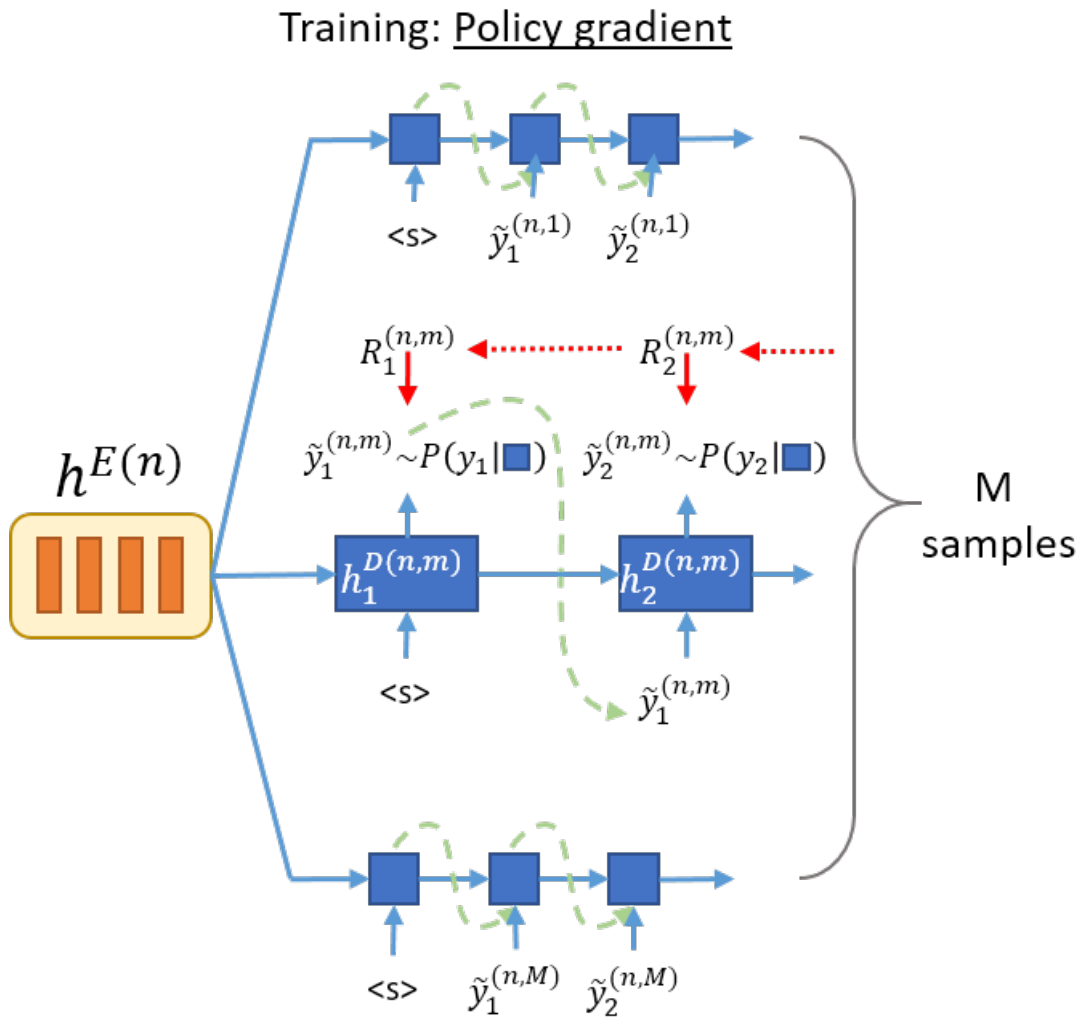 Training: Policy gradient
<s>
ỹ₁^(n,1)
ỹ₂^(n,1)
R₁^(n,m)
R₂^(n,m)
h^E(n)
ỹ₁^(n,m)~P(y₁|■)
ỹ₂^(n,m)~P(y₂|■)
M
samples
h₁^D(n,m)
h₂^D(n,m)
<s>
ỹ₁^(n,m)
<s>
ỹ₁^(n,M)
ỹ₂^(n,M)